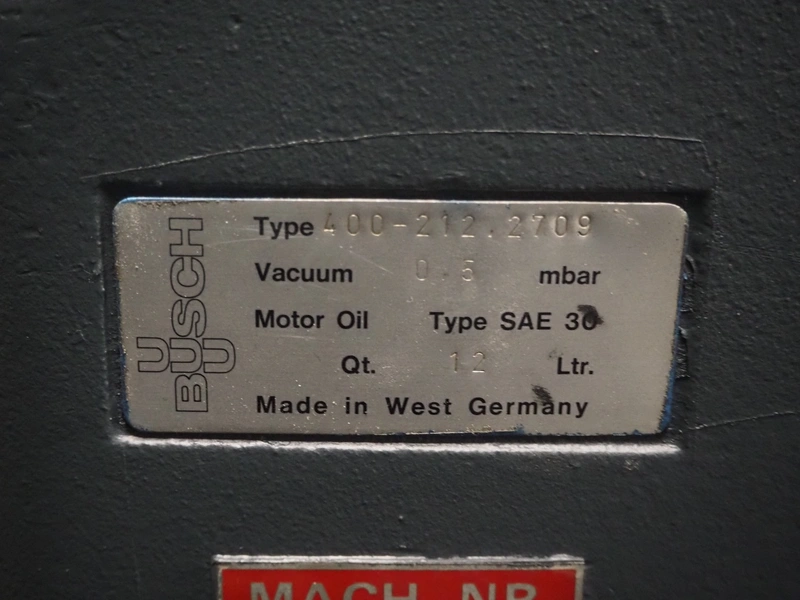 BUSCH
Type 400-212.2709
Vacuum 0.5 mbar
Motor Oil Type SAE 30
Qt. 12 Ltr.
Made in West Germany
MACH. NR.